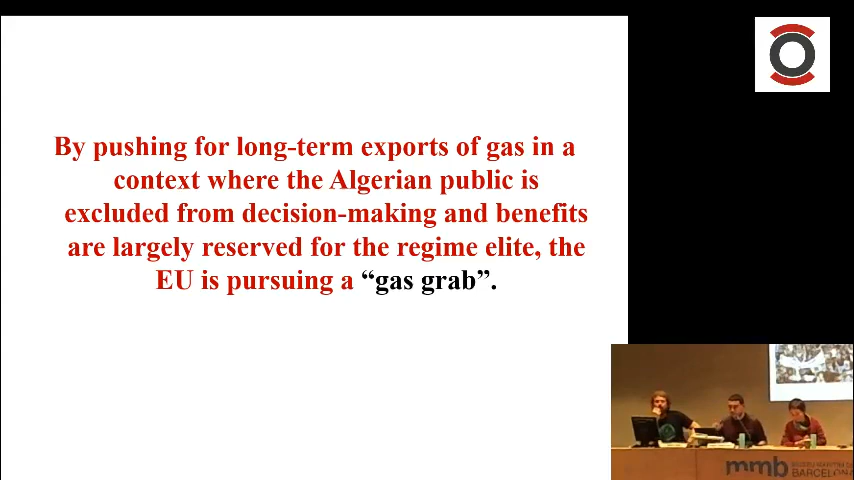 By pushing for long-term exports of gas in a
context where the Algerian public is
excluded from decision-making and benefits
are largely reserved for the regime elite, the
EU is pursuing a “gas grab”.
mmb
BARCELONA